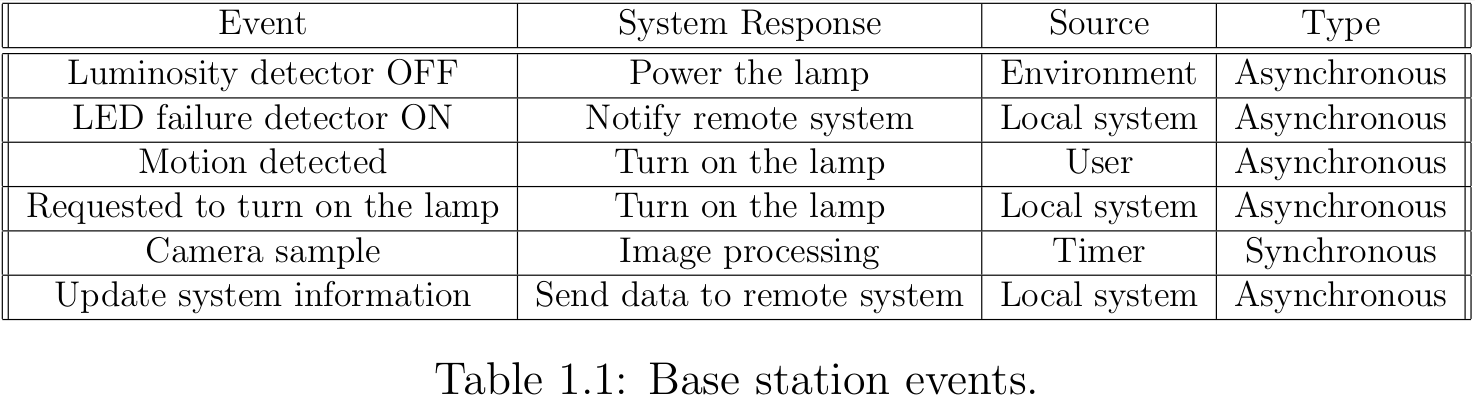 Event System Response Source Type
Luminosity detector OFF Power the lamp Environment Asynchronous
LED failure detector ON Notify remote system Local system Asynchronous
Motion detected Turn on the lamp User Asynchronous
Requested to turn on the lamp Turn on the lamp Local system Asynchronous
Camera sample Image processing Timer Synchronous
Update system information Send data to remote system Local system Asynchronous
Table 1.1: Base station events.